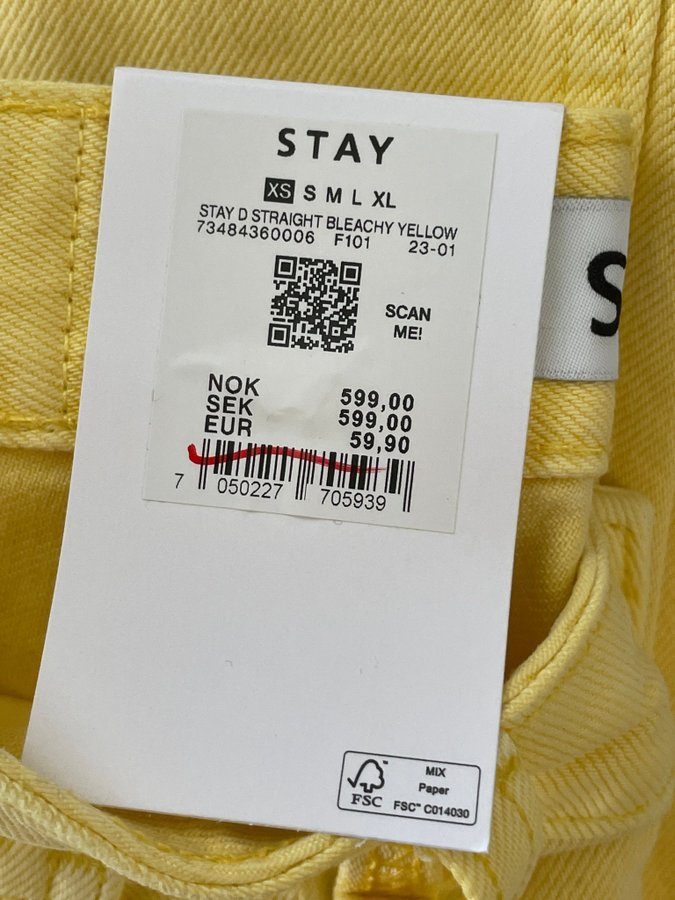 STAY
XS S M L XL
STAY D STRAIGHT BLEACHY YELLOW
73484360006 F101 23-01
SCAN
ME!
NOK 599,00
SEK 599,00
EUR 59,90
7 050227 705939
S
MIX
Paper
FSC FSC™ C014030